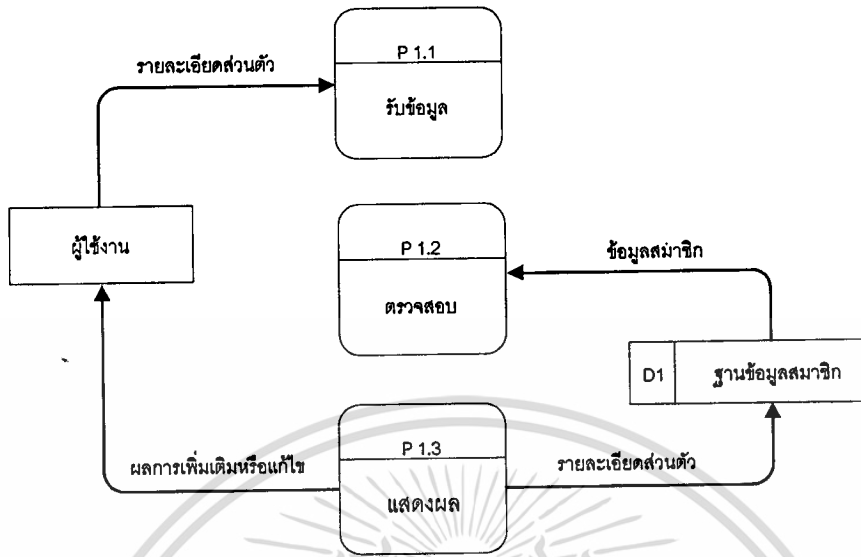 P 1.1
รายละเอียดส่วนตัว
รับข้อมูล
ผู้ใช้งาน
P 1.2
ข้อมูลสมาชิก
ตรวจสอบ
D1 ฐานข้อมูลสมาชิก
P 1.3
ผลการเพิ่มเติมหรือแก้ไข
รายละเอียดส่วนตัว
แสดงผล